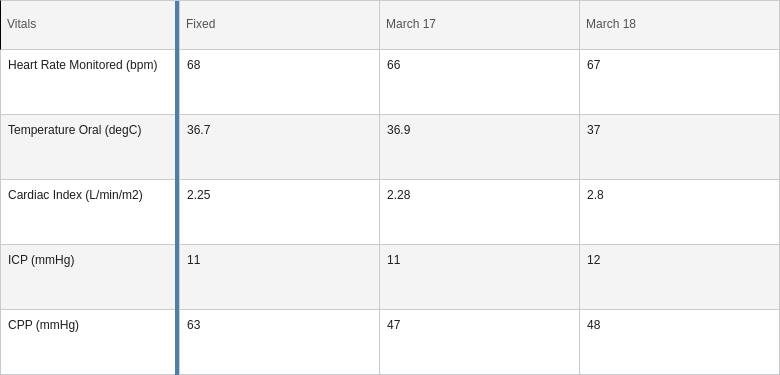 Vitals Fixed March 17 March 18
Heart Rate Monitored (bpm) 68 66 67
Temperature Oral (degC) 36.7 36.9 37
Cardiac Index (L/min/m2) 2.25 2.28 2.8
ICP (mmHg) 11 11 12
CPP (mmHg) 63 47 48